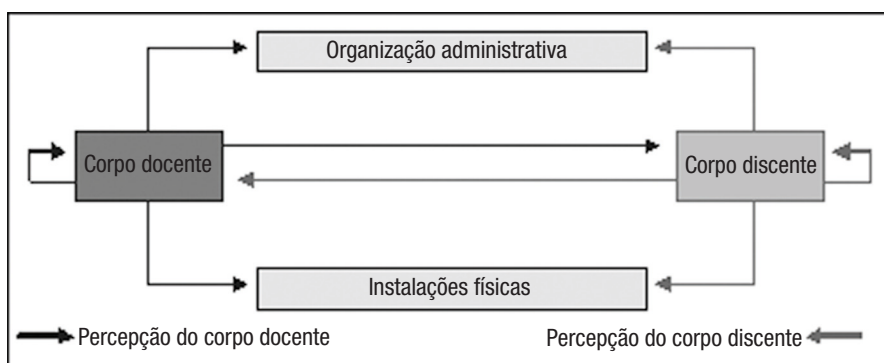 Organização administrativa
Corpo docente
Corpo discente
Instalações físicas
Percepção do corpo docente
Percepção do corpo discente